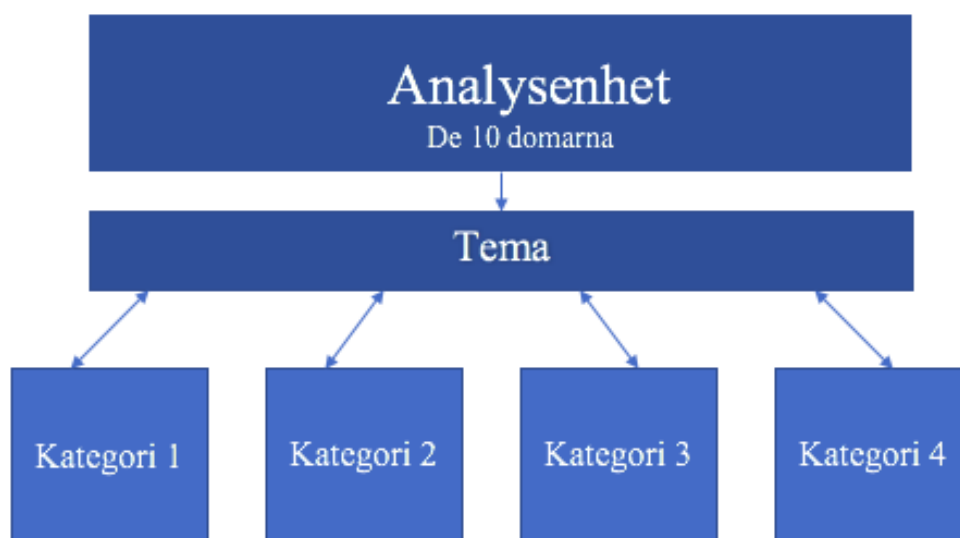 Analysenhet
De 10 domarna
Tema
Kategori 1
Kategori 2
Kategori 3
Kategori 4